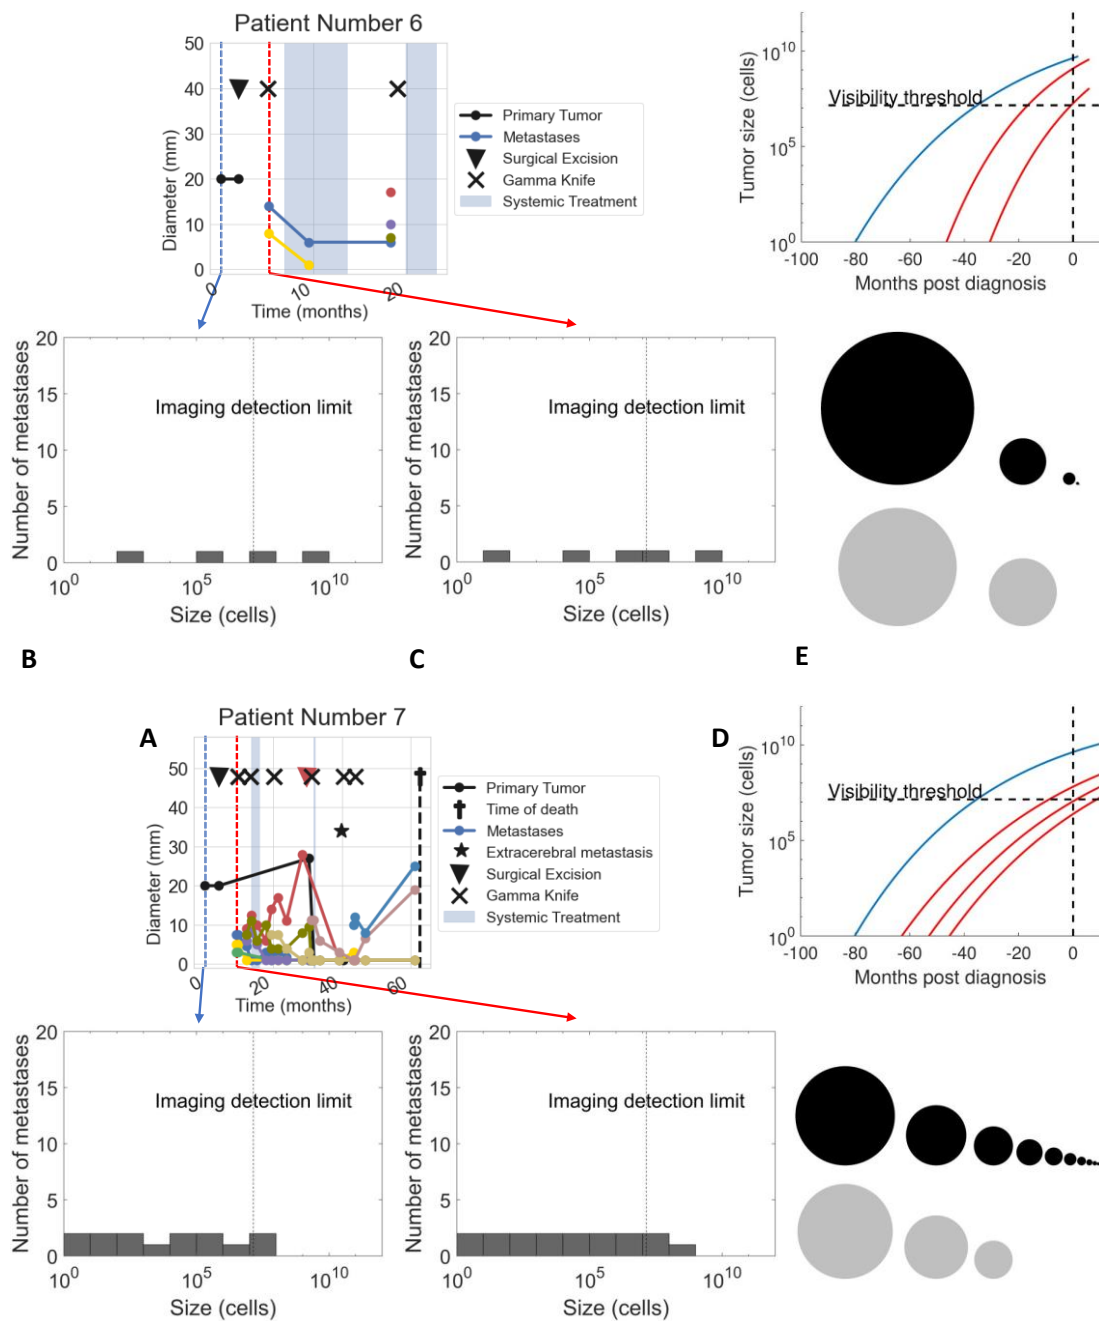 Patient Number 6
50
40
30
20
10
0
Diameter (mm)
0
10
20
Time (months)
Primary Tumor
Metastases
Surgical Excision
Gamma Knife
Systemic Treatment
10^10
10^5
10^0
Tumor size (cells)
Visibility threshold
-100
-80
-60
-40
-20
0
Months post diagnosis
20
15
10
5
0
Number of metastases
Imaging detection limit
10^0
10^5
10^10
Size (cells)
20
15
10
5
0
Number of metastases
Imaging detection limit
10^0
10^5
10^10
Size (cells)
B
C
E
Patient Number 7
A
D
50
40
30
20
10
0
Diameter (mm)
0
20
40
60
Time (months)
Primary Tumor
Time of death
Metastases
Extracerebral metastasis
Surgical Excision
Gamma Knife
Systemic Treatment
10^10
10^5
10^0
Tumor size (cells)
Visibility threshold
-100
-80
-60
-40
-20
0
Months post diagnosis
20
15
10
5
0
Number of metastases
Imaging detection limit
10^0
10^5
10^10
Size (cells)
20
15
10
5
0
Number of metastases
Imaging detection limit
10^0
10^5
10^10
Size (cells)